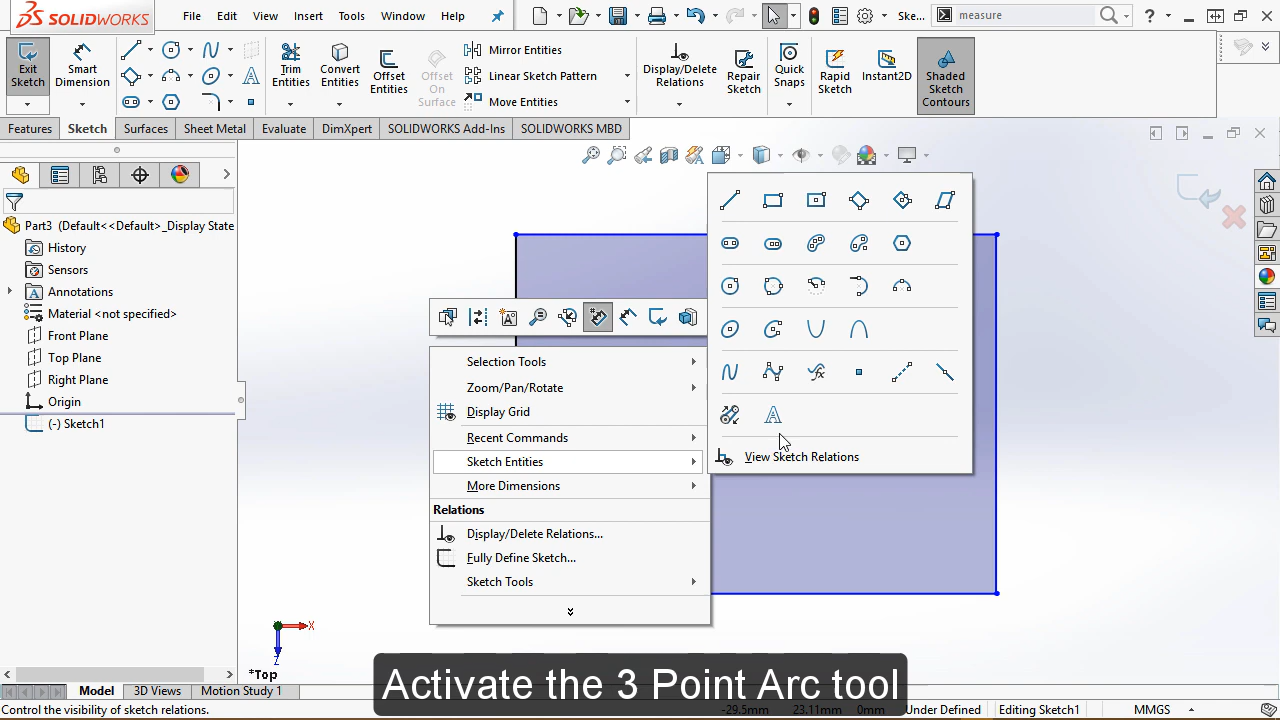 SOLIDWORKS
File
Edit
View
Insert
Tools
Window
Help
Ske...
measure
Exit Sketch
Smart Dimension
Trim Entities
Convert Entities
Offset Entities
Offset On Surface
Mirror Entities
Linear Sketch Pattern
Move Entities
Display/Delete Relations
Repair Sketch
Quick Snaps
Rapid Sketch
Instant2D
Shaded Sketch Contours
Features
Sketch
Surfaces
Sheet Metal
Evaluate
DimXpert
SOLIDWORKS Add-Ins
SOLIDWORKS MBD
Part3 (Default<<Default>_Display State
History
Sensors
Annotations
Material <not specified>
Front Plane
Top Plane
Right Plane
Origin
(-) Sketch1
Selection Tools
Zoom/Pan/Rotate
Display Grid
Recent Commands
Sketch Entities
More Dimensions
Relations
Display/Delete Relations...
Fully Define Sketch...
Sketch Tools
View Sketch Relations
X
Z
*Top
Activate the 3 Point Arc tool
Model
3D Views
Motion Study 1
Control the visibility of sketch relations.
-29.5mm
23.11mm
0mm
Under Defined
Editing Sketch1
MMGS